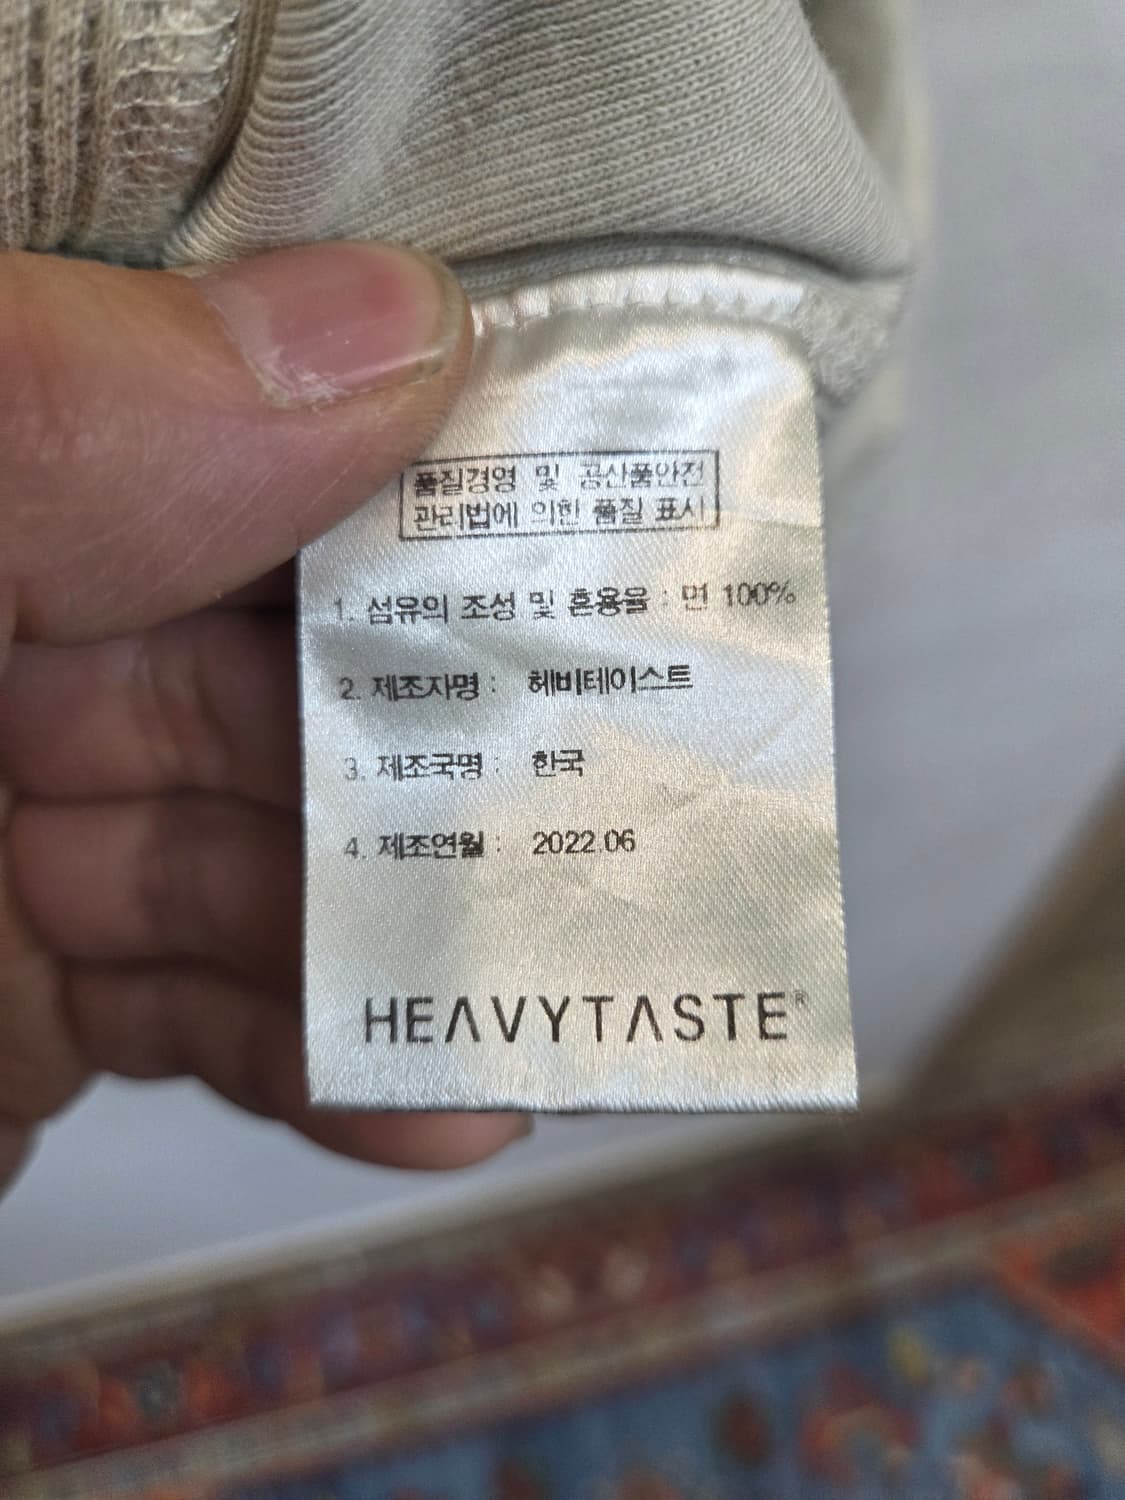 품질경영 및 공산품안전
관리법에 의한 품질 표시
1. 섬유의 조성 및 혼용율 : 면 100%
2. 제조자명 : 헤비테이스트
3. 제조국명 : 한국
4. 제조연월 : 2022.06
HEAVYTASTE®